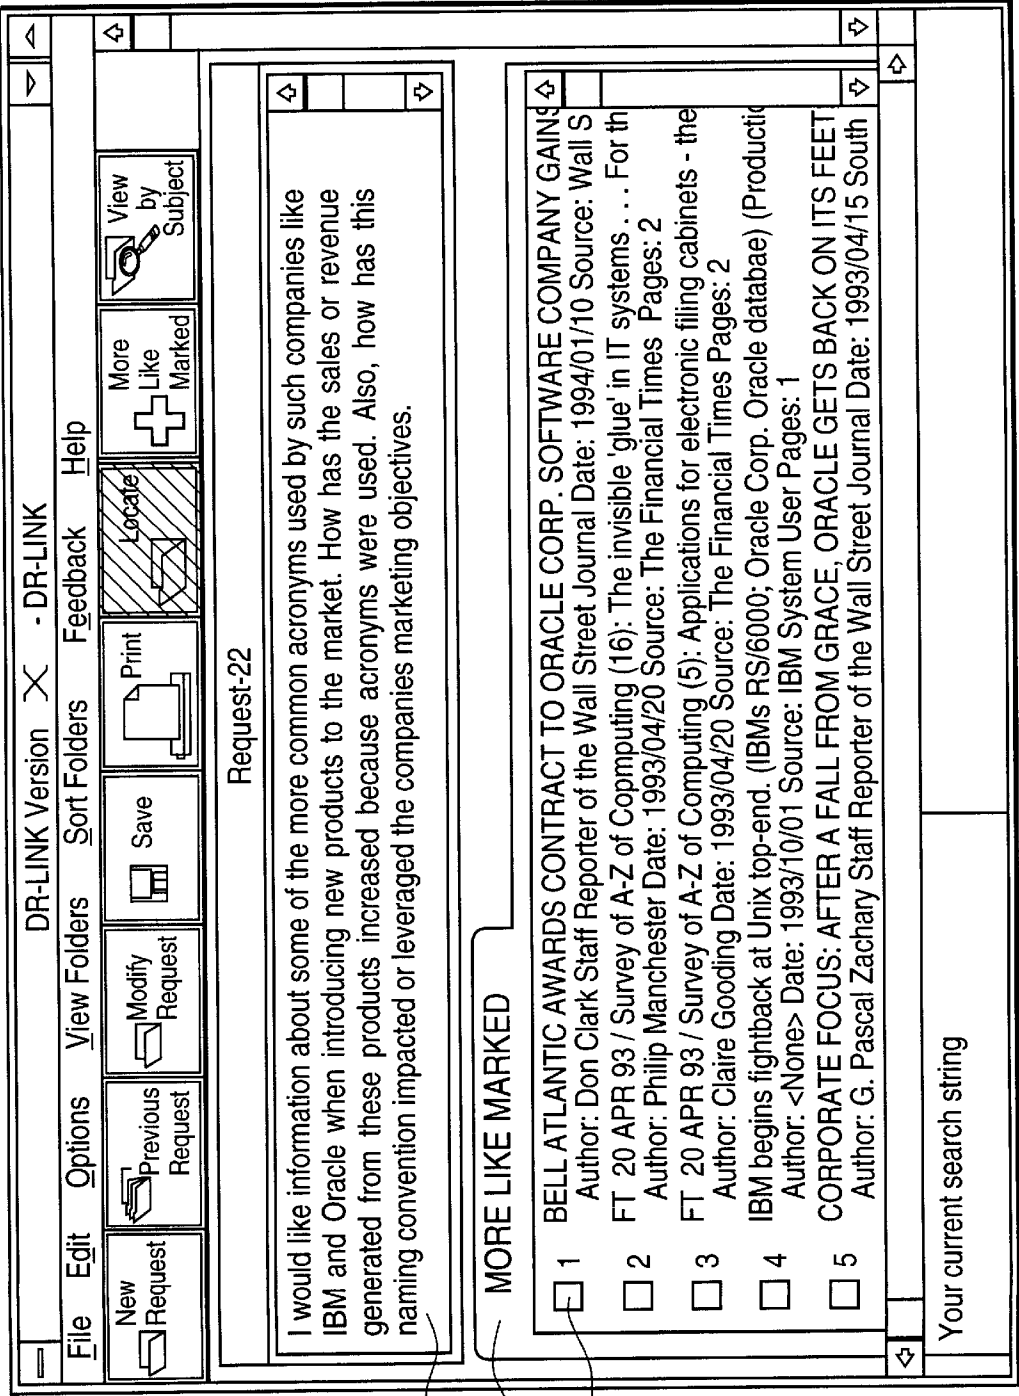 DR-LINK Version X - DR-LINK
File Edit Options View Folders Sort Folders Feedback Help
New Request
Previous Request
Modify Request
Save
Print
Locate
More Like Marked
View by Subject
Request-22
I would like information about some of the more common acronyms used by such companies like
IBM and Oracle when introducing new products to the market. How has the sales or revenue
generated from these products increased because acronyms were used. Also, how has this
naming convention impacted or leveraged the companies marketing objectives.
MORE LIKE MARKED
1 BELL ATLANTIC AWARDS CONTRACT TO ORACLE CORP. SOFTWARE COMPANY GAINS
Author: Don Clark Staff Reporter of the Wall Street Journal Date: 1994/01/10 Source: Wall S
2 FT 20 APR 93 / Survey of A-Z of Copmputing (16): The invisible 'glue' in IT systems . . . For th
Author: Philip Manchester Date: 1993/04/20 Source: The Financial Times Pages: 2
3 FT 20 APR 93 / Survey of A-Z of Computing (5): Applications for electronic filing cabinets - the
Author: Claire Gooding Date: 1993/04/20 Source: The Financial Times Pages: 2
4 IBM begins fightback at Unix top-end. (IBMs RS/6000; Oracle Corp. Oracle databae) (Productio
Author: <None> Date: 1993/10/01 Source: IBM System User Pages: 1
5 CORPORATE FOCUS: AFTER A FALL FROM GRACE, ORACLE GETS BACK ON ITS FEET
Author: G. Pascal Zachary Staff Reporter of the Wall Street Journal Date: 1993/04/15 South
Your current search string